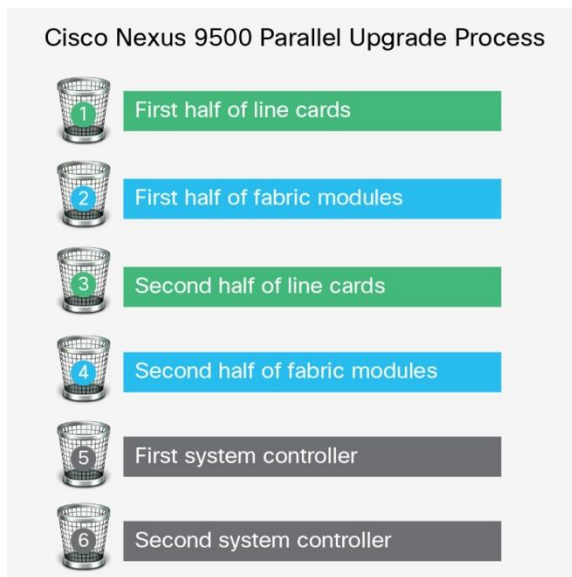 Cisco Nexus 9500 Parallel Upgrade Process
1 First half of line cards
2 First half of fabric modules
3 Second half of line cards
4 Second half of fabric modules
5 First system controller
6 Second system controller